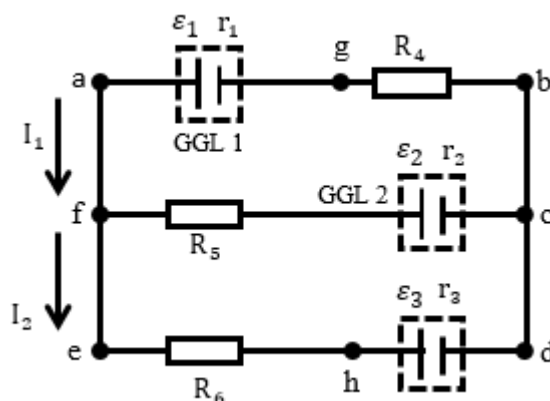 ε₁ r₁
g R₄
a b
GGL 1
I₁
ε₂ r₂
GGL 2
f c
R₅
ε₃ r₃
I₂
e d
R₆ h